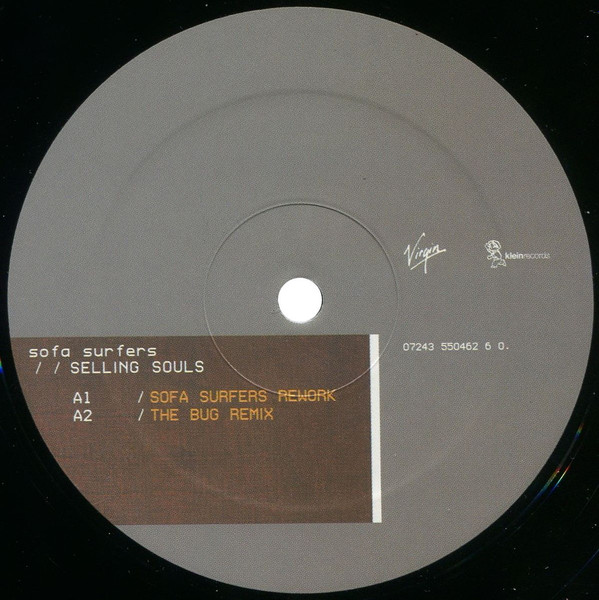 Virgin
kleinrecords
07243 550462 6 0.
sofa surfers
// SELLING SOULS
A1 / SOFA SURFERS REWORK
A2 / THE BUG REMIX